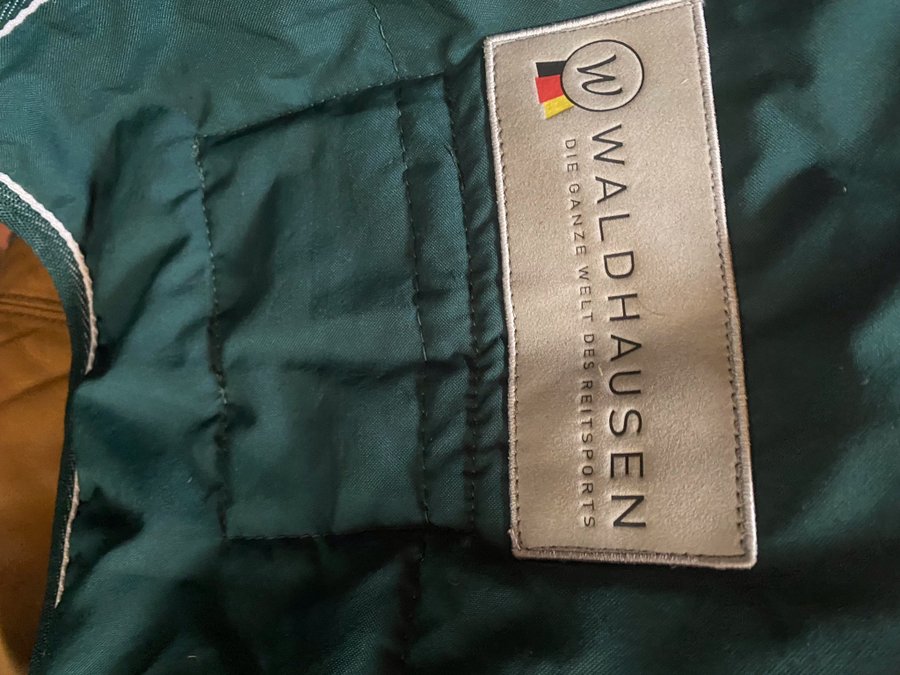 W
WALDHAUSEN
DIE GANZE WELT DES REITSPORTS